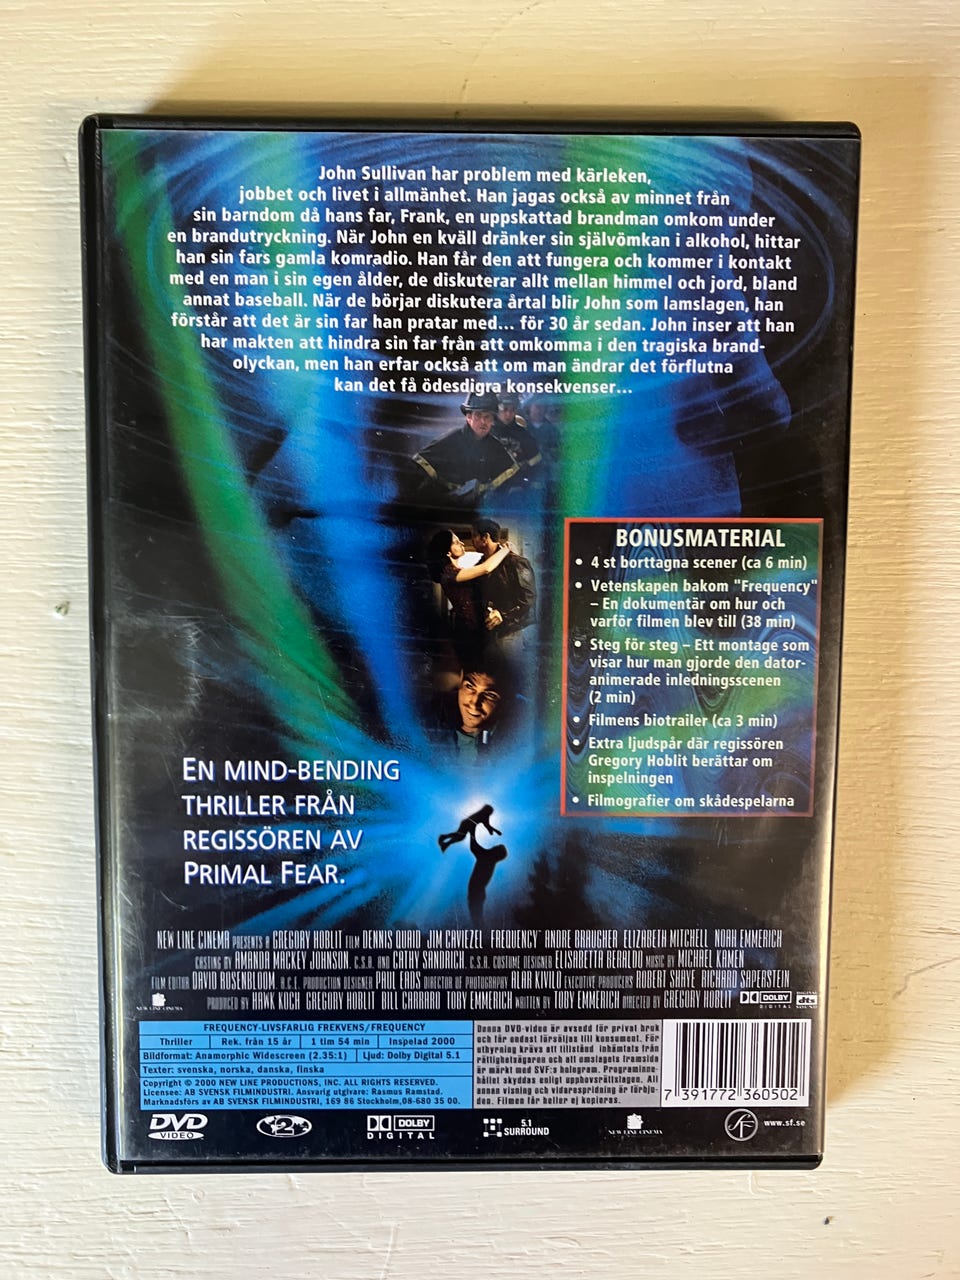 John Sullivan har problem med kärleken,
jobbet och livet i allmänhet. Han jagas också av minnet från
sin barndom då hans far, Frank, en uppskattad brandman omkom under
en brandutryckning. När John en kväll dränker sin självömkan i alkohol, hittar
han sin fars gamla komradio. Han får den att fungera och kommer i kontakt
med en man i sin egen ålder, de diskuterar allt mellan himmel och jord, bland
annat baseball. När de börjar diskutera årtal blir John som lamslagen, han
förstår att det är sin far han pratar med... för 30 år sedan. John inser att han
har makten att hindra sin far från att omkomma i den tragiska brand-
olyckan, men han erfar också att om man ändrar det förflutna
kan det få ödesdigra konsekvenser...
BONUSMATERIAL
• 4 st borttagna scener (ca 6 min)
• Vetenskapen bakom "Frequency"
– En dokumentär om hur och
varför filmen blev till (38 min)
• Steg för steg – Ett montage som
visar hur man gjorde den dator-
animerade inledningsscenen
(2 min)
• Filmens biotrailer (ca 3 min)
• Extra ljudspår där regissören
Gregory Hoblit berättar om
inspelningen
• Filmografier om skådespelarna
EN MIND-BENDING
THRILLER FRÅN
REGISSÖREN AV
PRIMAL FEAR.
NEW LINE CINEMA PRESENTS A GREGORY HOBLIT FILM DENNIS QUAID JIM CAVIEZEL FREQUENCY ANDRE BRAUGHER ELIZABETH MITCHELL NOAH EMMERICH
CASTING BY AMANDA MACKEY JOHNSON, C.S.A. AND CATHY SANDRICH, C.S.A. COSTUME DESIGNER ELISABETTA BERALDO MUSIC BY MICHAEL KAMEN
FILM EDITOR DAVID ROSENBLOOM, A.C.E. PRODUCTION DESIGNER PAUL EADS DIRECTOR OF PHOTOGRAPHY ALAR KIVILO EXECUTIVE PRODUCERS ROBERT SHAYE RICHARD SAPERSTEIN
PRODUCED BY HAWK KOCH GREGORY HOBLIT BILL CARRARO TOBY EMMERICH WRITTEN BY TOBY EMMERICH DIRECTED BY GREGORY HOBLIT
NEW LINE CINEMA
DOLBY
DIGITAL
DIGITAL
dts
SOUND
FREQUENCY-LIVSFARLIG FREKVENS/FREQUENCY
Thriller Rek. från 15 år 1 tim 54 min Inspelad 2000
Bildformat: Anamorphic Widescreen (2.35:1) Ljud: Dolby Digital 5.1
Texter: svenska, norska, danska, finska
Copyright © 2000 NEW LINE PRODUCTIONS, INC. ALL RIGHTS RESERVED.
Licensee: AB SVENSK FILMINDUSTRI. Ansvarig utgivare: Rasmus Ramstad.
Marknadsförs av AB SVENSK FILMINDUSTRI, 169 86 Stockholm,08-680 35 00.
Denna DVD-video är avsedd för privat bruk
och får endast försäljas till konsument. För
uthyrning krävs att tillstånd inhämtats från
rättighetsägaren och att omslagets framsida
är märkt med SVF:s hologram. Programinne-
hållet skyddas enligt upphovsrättslagen. All
annan visning och vidarespridning är förbju-
den. Filmen får heller ej kopieras.
7 391772 360502
DVD
VIDEO
2
DOLBY
DIGITAL
5.1
SURROUND
NEW LINE CINEMA
SF
www.sf.se